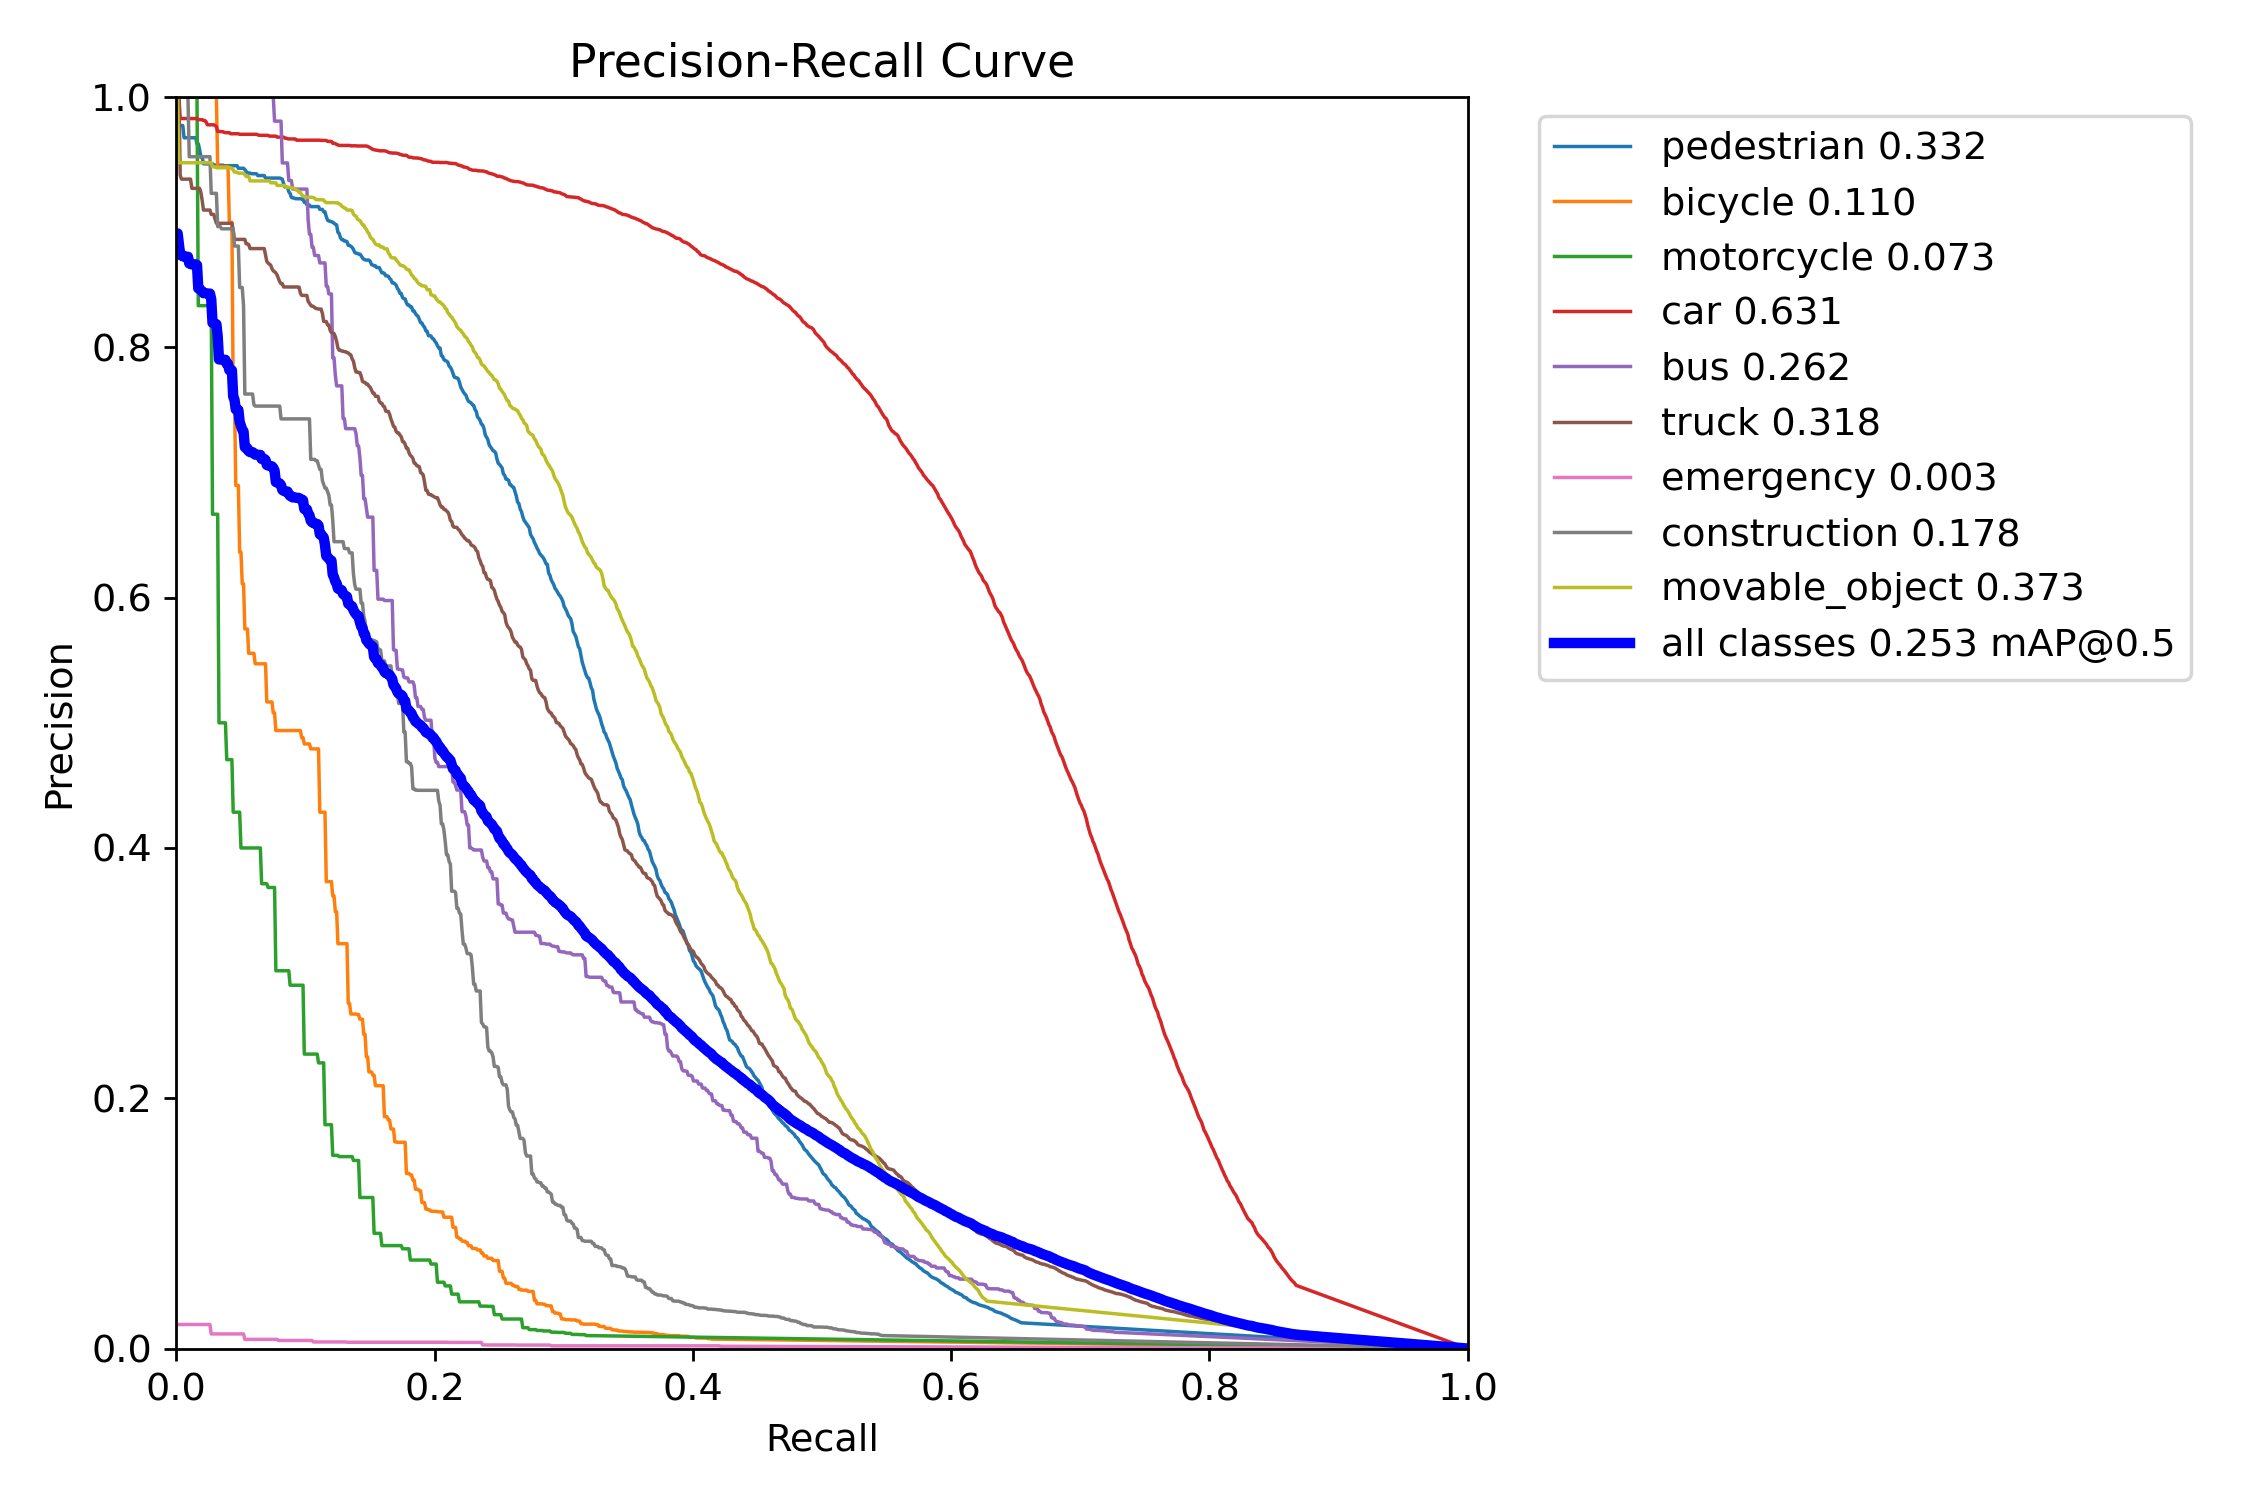 Precision-Recall Curve
1.0
0.8
0.6
0.4
0.2
0.0
Precision
0.0 0.2 0.4 0.6 0.8 1.0
Recall
pedestrian 0.332
bicycle 0.110
motorcycle 0.073
car 0.631
bus 0.262
truck 0.318
emergency 0.003
construction 0.178
movable_object 0.373
all classes 0.253 mAP@0.5